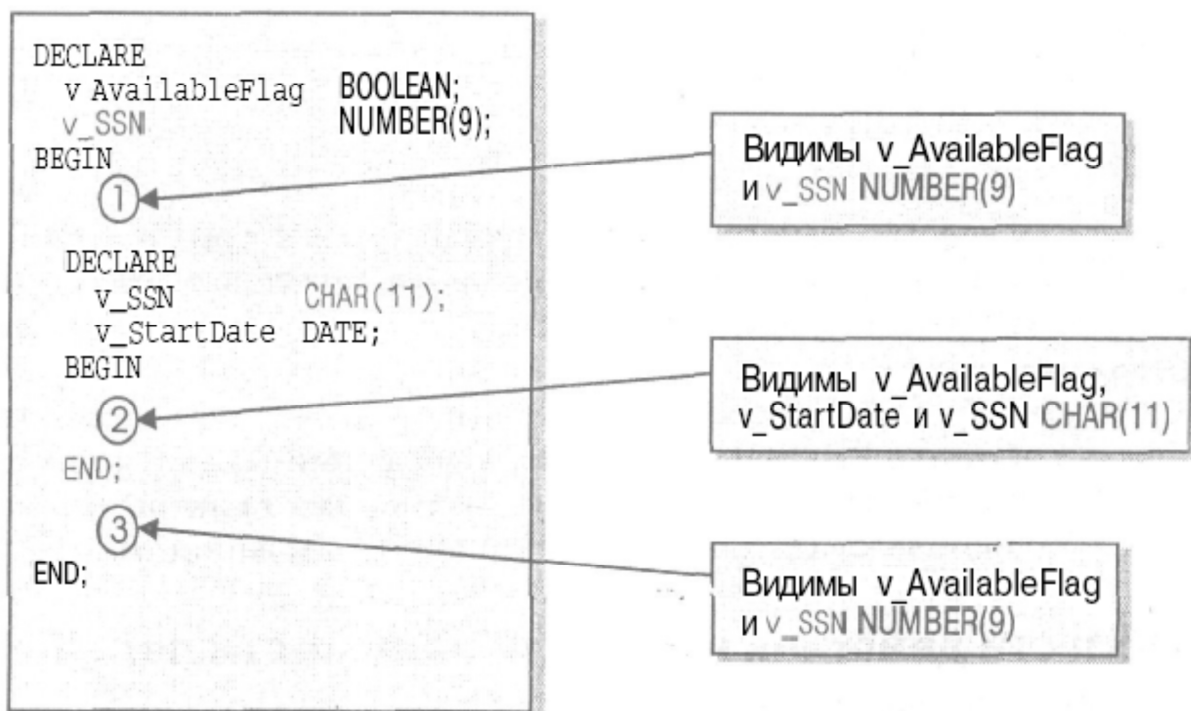 DECLARE
v AvailableFlag BOOLEAN;
v_SSN NUMBER(9);
BEGIN
1
DECLARE
v_SSN CHAR(11);
v_StartDate DATE;
BEGIN
2
END;
3
END;
Видимы v_AvailableFlag
и v_SSN NUMBER(9)
Видимы v_AvailableFlag,
v_StartDate и v_SSN CHAR(11)
Видимы v_AvailableFlag
и v_SSN NUMBER(9)